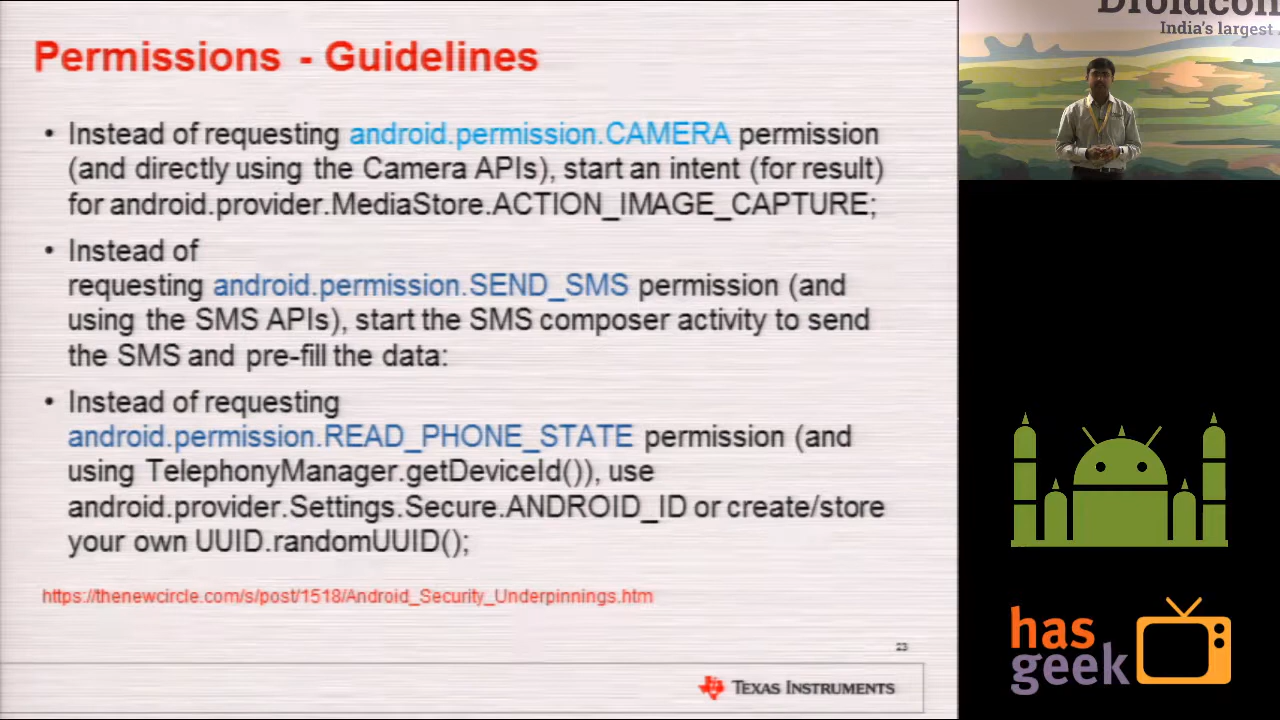 Permissions - Guidelines
• Instead of requesting android.permission.CAMERA permission
(and directly using the Camera APIs), start an intent (for result)
for android.provider.MediaStore.ACTION_IMAGE_CAPTURE;
• Instead of
requesting android.permission.SEND_SMS permission (and
using the SMS APIs), start the SMS composer activity to send
the SMS and pre-fill the data:
• Instead of requesting
android.permission.READ_PHONE_STATE permission (and
using TelephonyManager.getDeviceId()), use
android.provider.Settings.Secure.ANDROID_ID or create/store
your own UUID.randomUUID();
https://thenewcircle.com/s/post/1518/Android_Security_Underpinnings.htm
23
TEXAS INSTRUMENTS
Droidcon
India's largest
has
geek